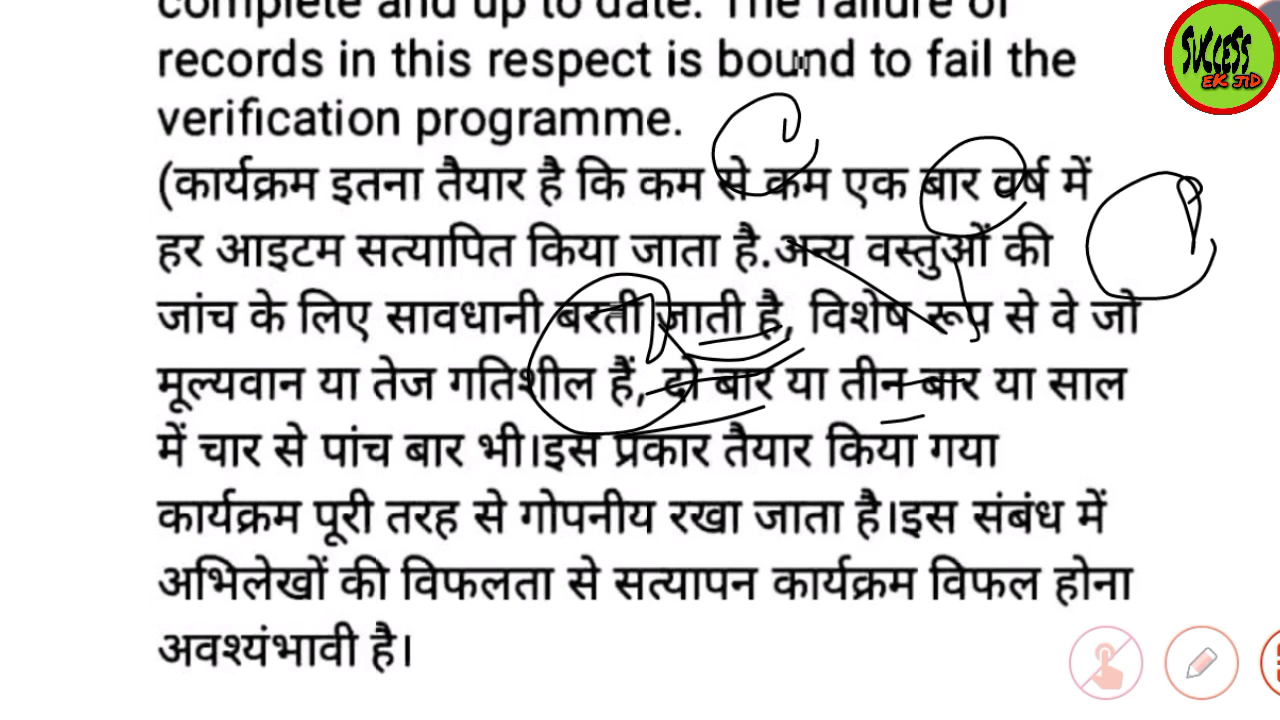 complete and up to date. The failure of
records in this respect is bound to fail the
verification programme.
(कार्यक्रम इतना तैयार है कि कम से कम एक बार वर्ष में
हर आइटम सत्यापित किया जाता है.अन्य वस्तुओं की
जांच के लिए सावधानी बरती जाती है, विशेष रूप से वे जो
मूल्यवान या तेज गतिशील हैं, दो बार या तीन बार या साल
में चार से पांच बार भी।इस प्रकार तैयार किया गया
कार्यक्रम पूरी तरह से गोपनीय रखा जाता है।इस संबंध में
अभिलेखों की विफलता से सत्यापन कार्यक्रम विफल होना
अवश्यंभावी है।
SUCCESS
EK JID